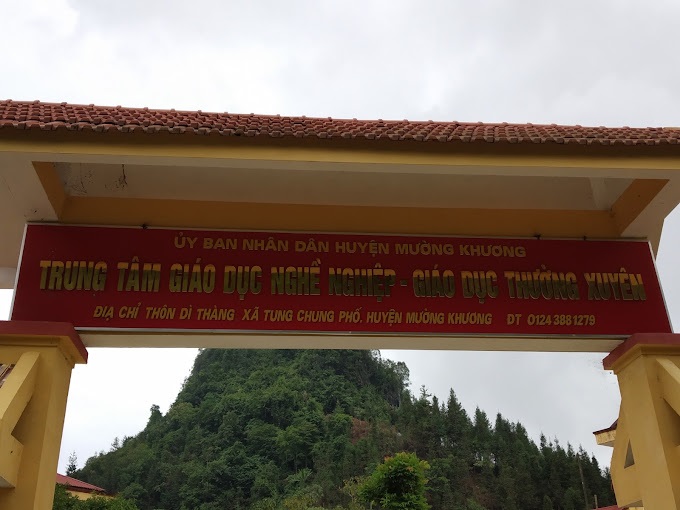 ỦY BAN NHÂN DÂN HUYỆN MƯỜNG KHƯƠNG
TRUNG TÂM GIÁO DỤC NGHỀ NGHIỆP - GIÁO DỤC THƯỜNG XUYÊN
ĐỊA CHỈ THÔN DÌ THÀNG XÃ TUNG CHUNG PHỐ. HUYỆN MƯỜNG KHƯƠNG ĐT 0124 388 1279